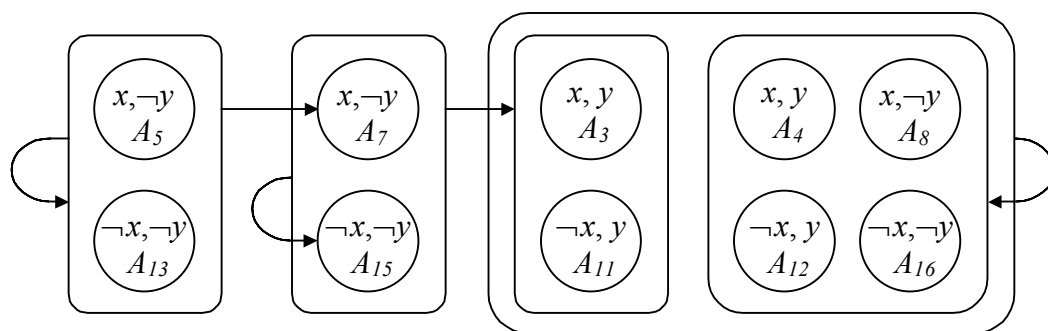 x,¬y
A5
x,¬y
A7
x, y
A3
x, y
A4
x,¬y
A8
¬x,¬y
A13
¬x,¬y
A15
¬x, y
A11
¬x, y
A12
¬x,¬y
A16